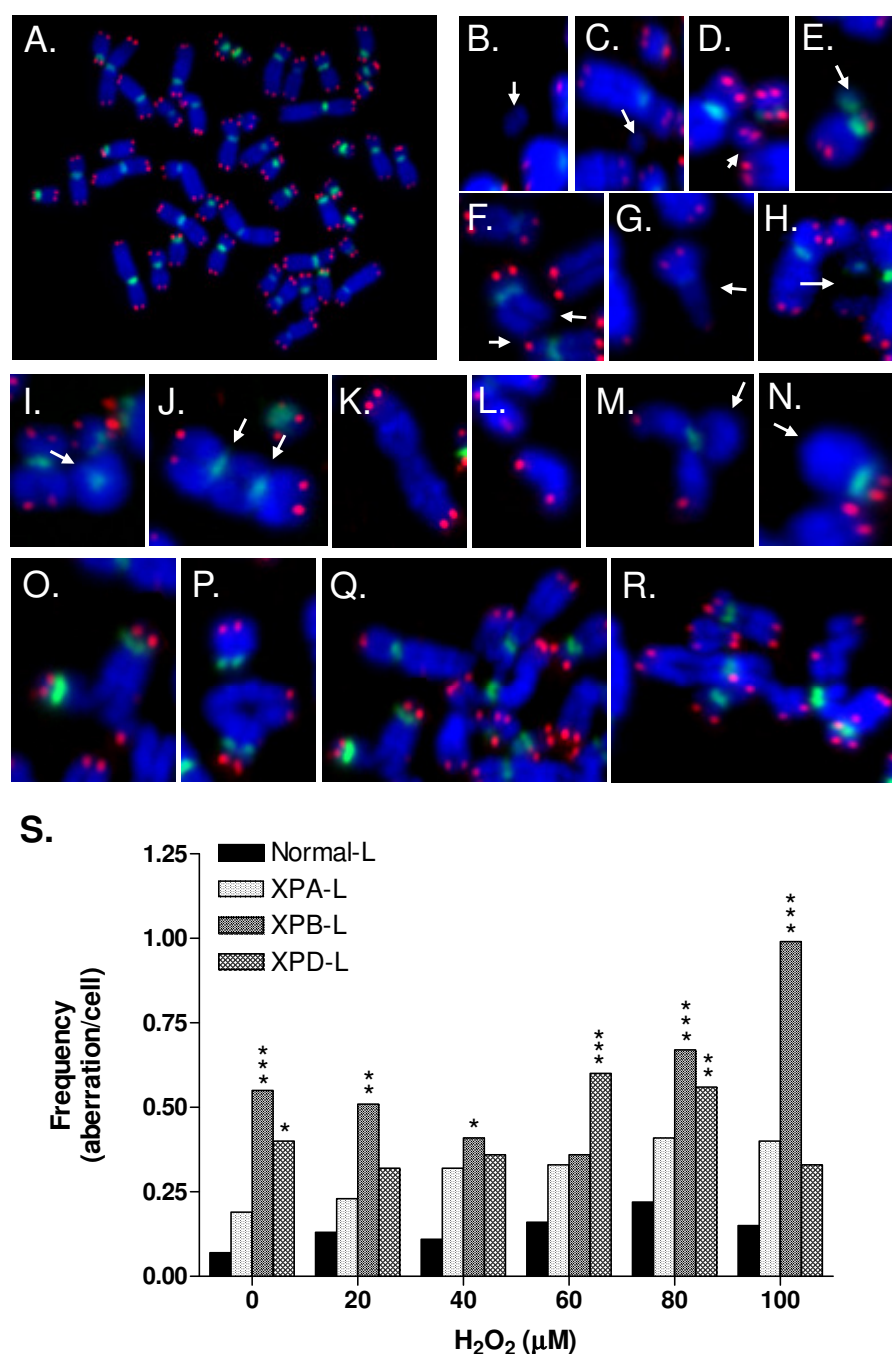 A.
B.
C.
D.
E.
F.
G.
H.
I.
J.
K.
L.
M.
N.
O.
P.
Q.
R.
S.
Normal-L
XPA-L
XPB-L
XPD-L
Frequency
(aberration/cell)
1.25
1.00
0.75
0.50
0.25
0.00
***
*
**
*
***
***
**
***
0 20 40 60 80 100
H₂O₂ (μM)